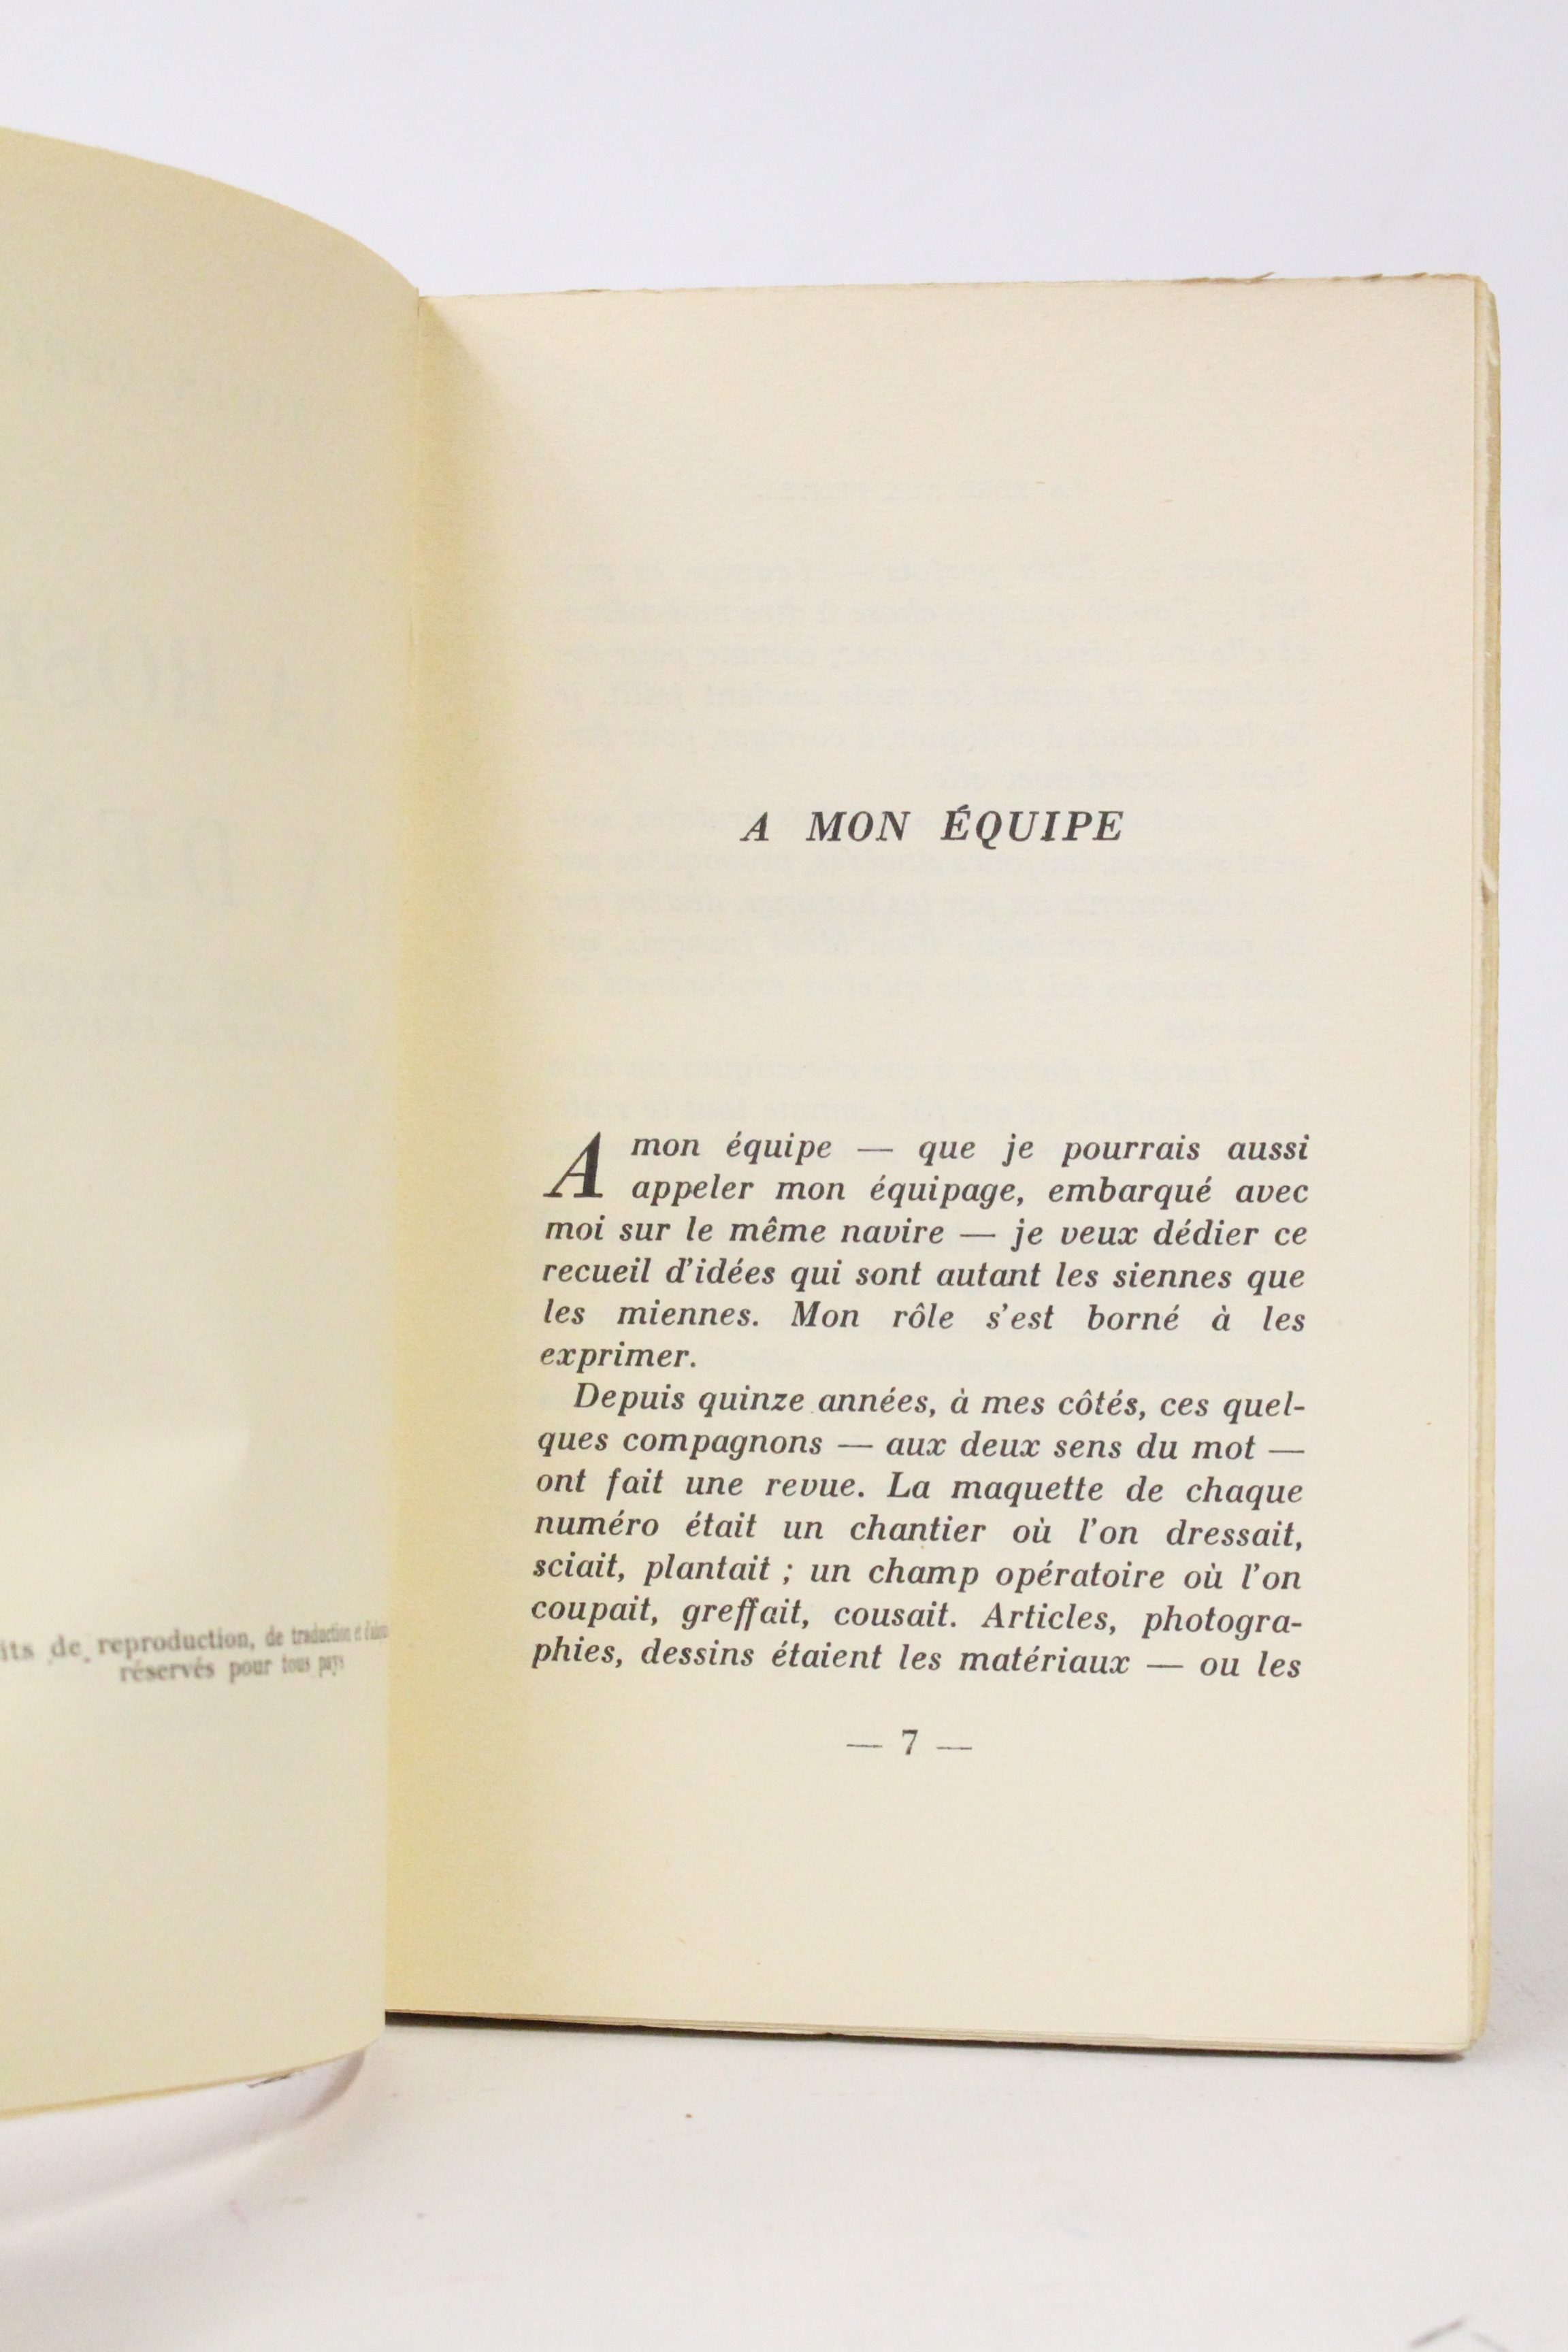 de reproduction, de traduction et
réservés pour tous pays
A MON ÉQUIPE
A mon équipe — que je pourrais aussi
appeler mon équipage, embarqué avec
moi sur le même navire — je veux dédier ce
recueil d'idées qui sont autant les siennes que
les miennes. Mon rôle s'est borné à les
exprimer.
Depuis quinze années, à mes côtés, ces quel-
ques compagnons — aux deux sens du mot —
ont fait une revue. La maquette de chaque
numéro était un chantier où l'on dressait,
sciait, plantait ; un champ opératoire où l'on
coupait, greffait, cousait. Articles, photogra-
phies, dessins étaient les matériaux — ou les
— 7 —